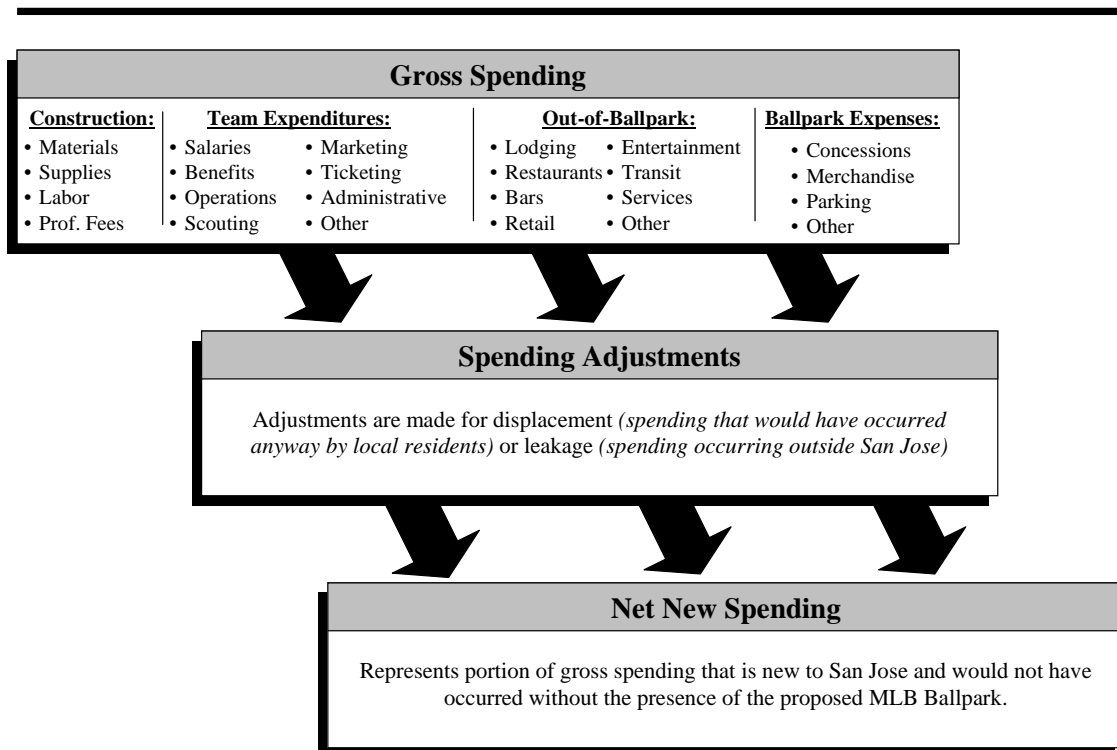 Gross Spending
Construction:
• Materials
• Supplies
• Labor
• Prof. Fees
Team Expenditures:
• Salaries • Marketing
• Benefits • Ticketing
• Operations • Administrative
• Scouting • Other
Out-of-Ballpark:
• Lodging • Entertainment
• Restaurants • Transit
• Bars • Services
• Retail • Other
Ballpark Expenses:
• Concessions
• Merchandise
• Parking
• Other
Spending Adjustments
Adjustments are made for displacement (spending that would have occurred
anyway by local residents) or leakage (spending occurring outside San Jose)
Net New Spending
Represents portion of gross spending that is new to San Jose and would not have
occurred without the presence of the proposed MLB Ballpark.